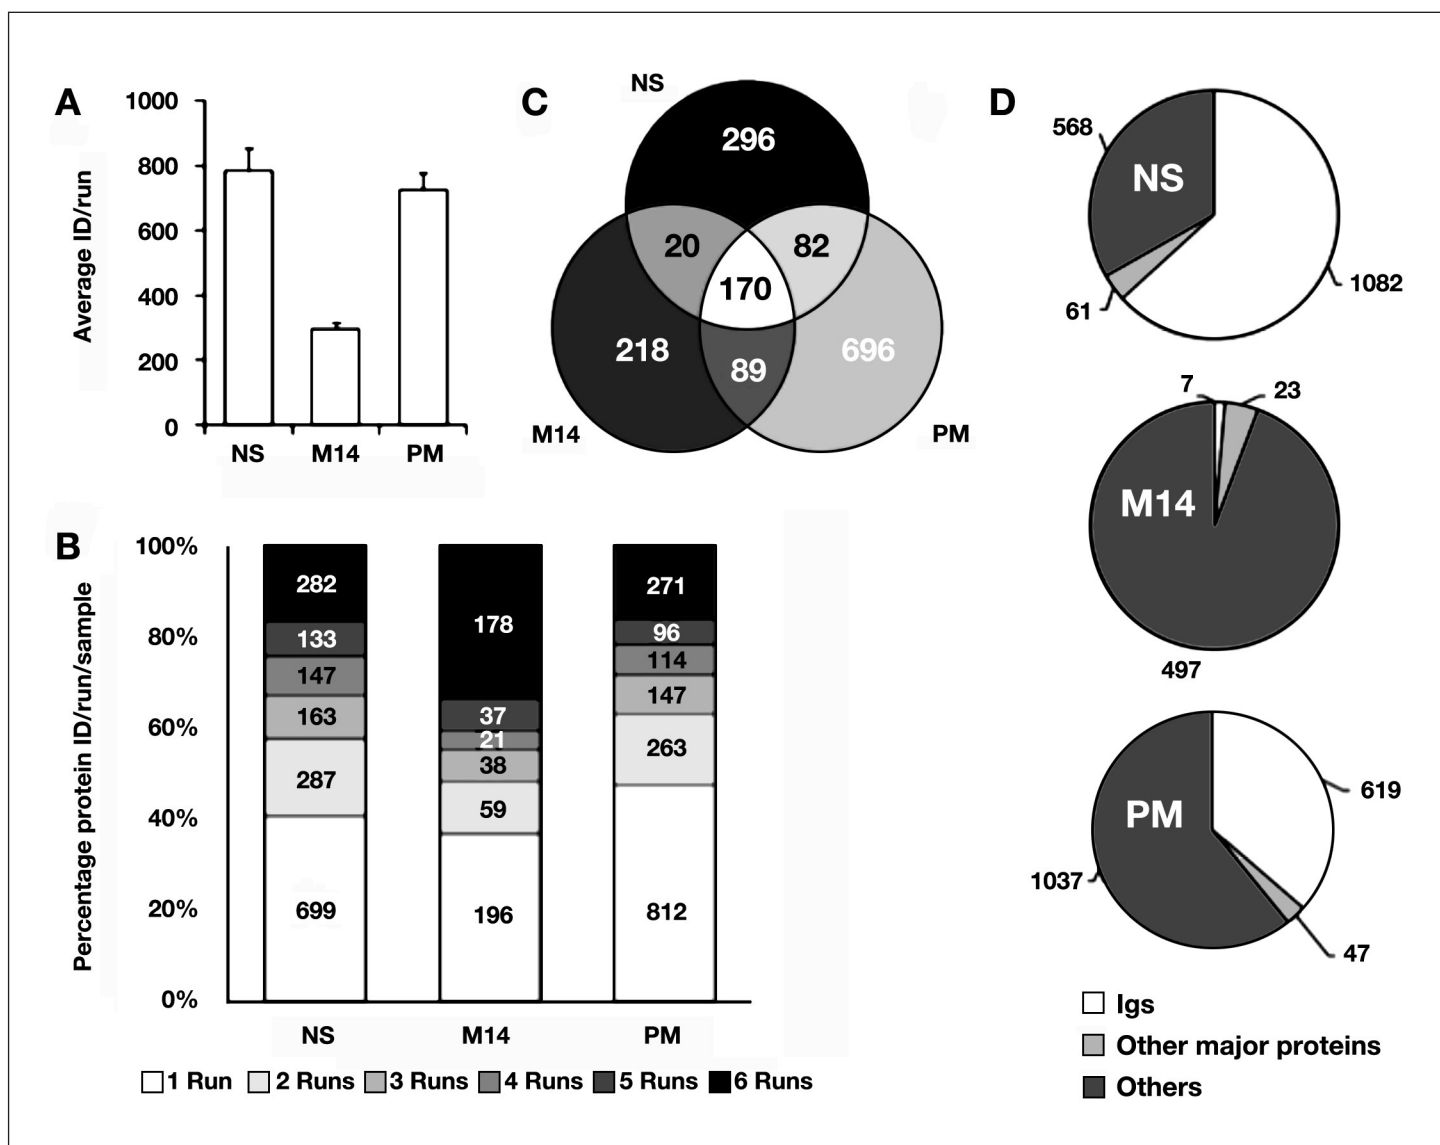 A
1000
800
600
400
200
0
Average ID/run
NS M14 PM
B
100%
80%
60%
40%
20%
0%
Percentage protein ID/run/sample
282
133
147
163
287
699
178
37
21
38
59
196
271
96
114
147
263
812
NS M14 PM
1 Run 2 Runs 3 Runs 4 Runs 5 Runs 6 Runs
C
NS
296
20 82
170
218 89 696
M14 PM
D
568
NS
1082
61
7 23
M14
497
PM
619
1037
47
Igs
Other major proteins
Others